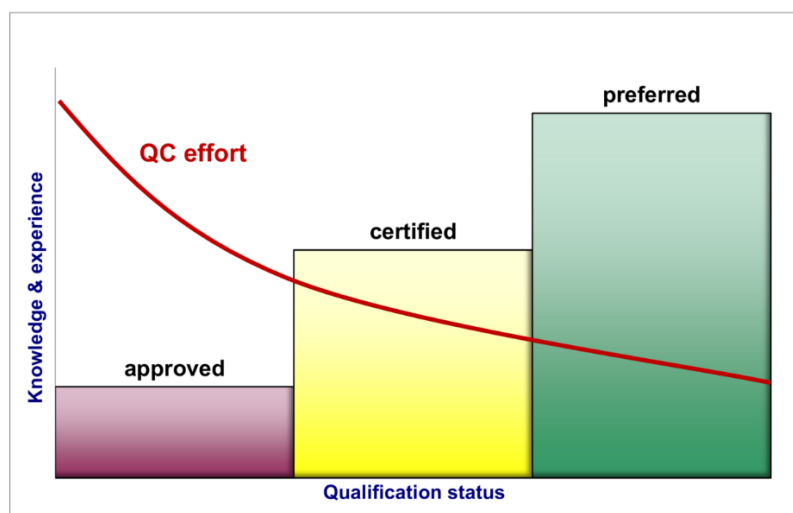 preferred
QC effort
certified
approved
Knowledge & experience
Qualification status